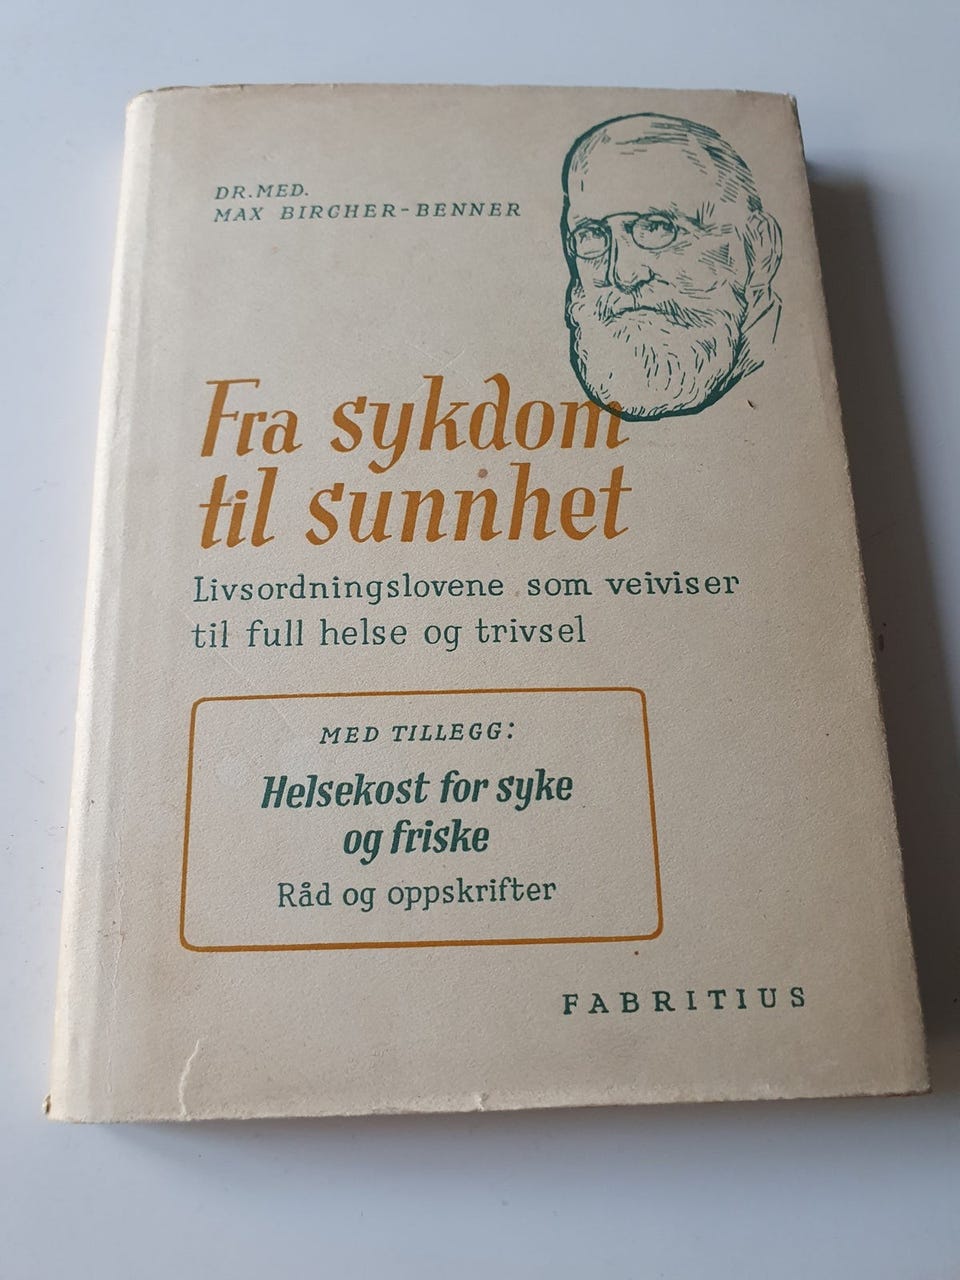 DR.MED.
MAX BIRCHER-BENNER
Fra sykdom
til sunnhet
Livsordningslovene som veiviser
til full helse og trivsel
MED TILLEGG:
Helsekost for syke
og friske
Råd og oppskrifter
FABRITIUS